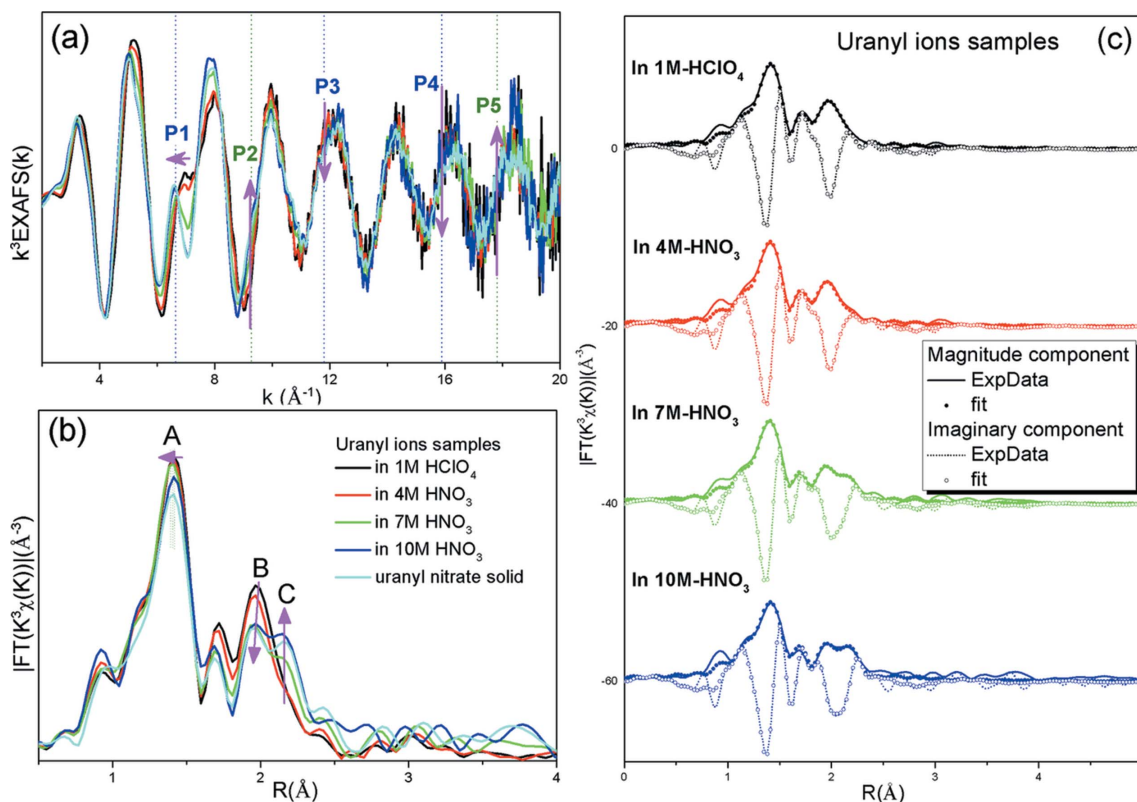 (a)
P1
P2
P3
P4
P5
k³EXAFS(k)
4
8
12
16
20
k (Å⁻¹)
(b)
A
B
C
Uranyl ions samples
in 1M HClO₄
in 4M HNO₃
in 7M HNO₃
in 10M HNO₃
uranyl nitrate solid
|FT(K³χ(K))|(Å⁻³)
1
2
3
4
R(Å)
Uranyl ions samples
(c)
In 1M-HClO₄
In 4M-HNO₃
In 7M-HNO₃
In 10M-HNO₃
0
-20
-40
-60
|FT(K³χ(K))|(Å⁻³)
Magnitude component
ExpData
fit
Imaginary component
ExpData
fit
0
1
2
3
4
R(Å)